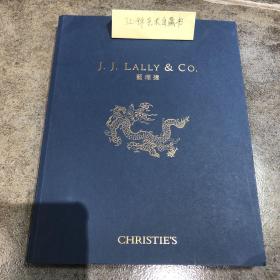 J. J. LALLY & CO.
藍理捷
CHRISTIE'S